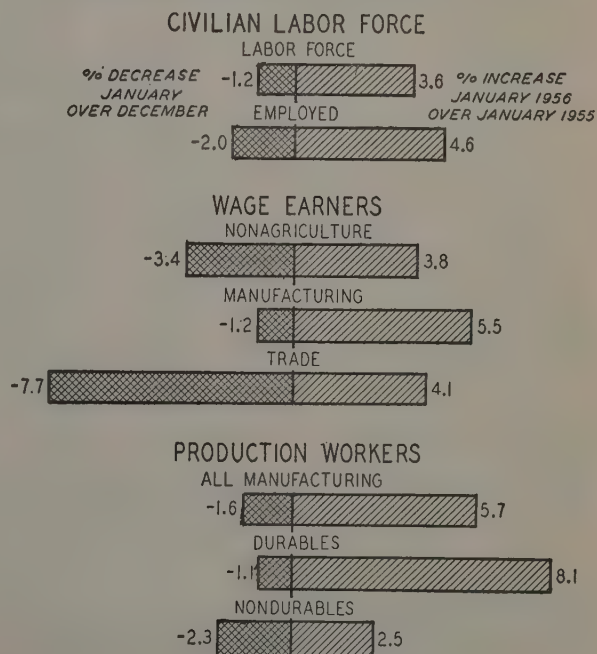 CIVILIAN LABOR FORCE
LABOR FORCE
% DECREASE
JANUARY
OVER DECEMBER
-1.2
3.6
% INCREASE
JANUARY 1956
OVER JANUARY 1955
EMPLOYED
-2.0
4.6
WAGE EARNERS
NONAGRICULTURE
-3.4
3.8
MANUFACTURING
-1.2
5.5
TRADE
-7.7
4.1
PRODUCTION WORKERS
ALL MANUFACTURING
-1.6
5.7
DURABLES
-1.1
8.1
NONDURABLES
-2.3
2.5